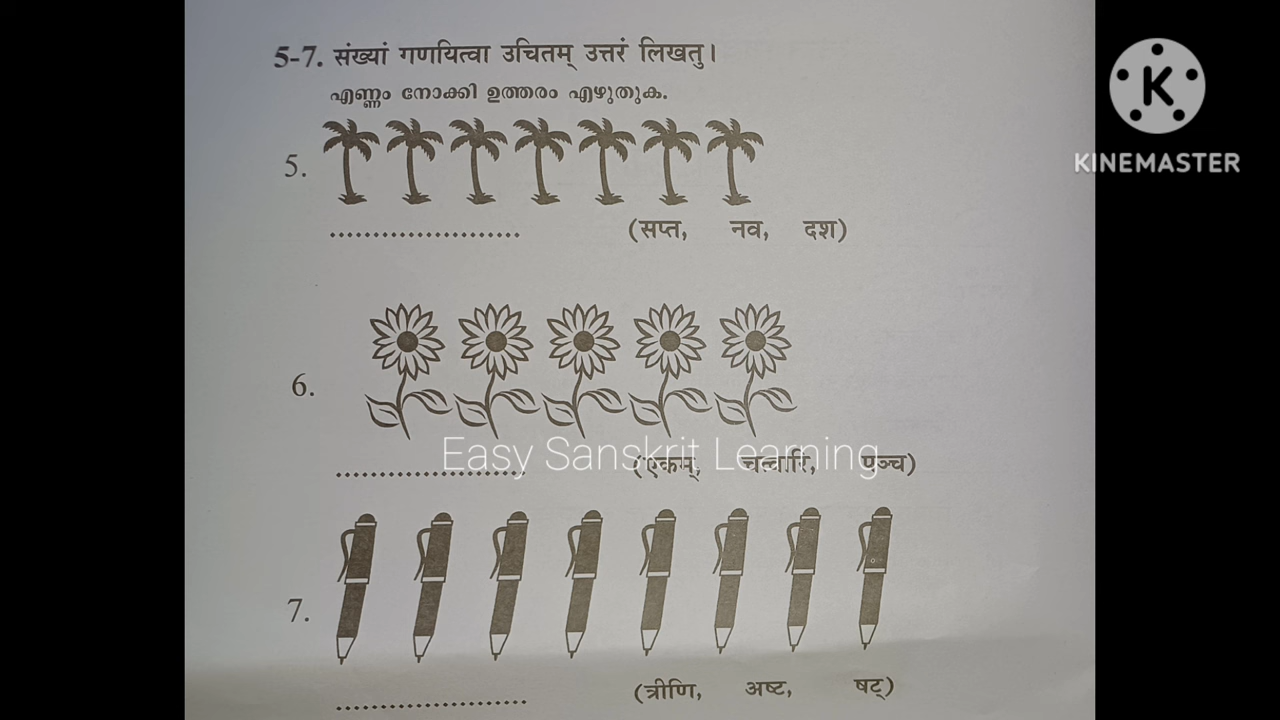 5-7. संख्यां गणयित्वा उचितम् उत्तरं लिखतु।
എണ്ണം നോക്കി ഉത്തരം എഴുതുക.
K
KINEMASTER
5.
..................... (सप्त, नव, दश)
6.
Easy Sanskrit Learning
..................... (एकम्, चत्वारि, पञ्च)
7.
..................... (त्रीणि, अष्ट, षट्)